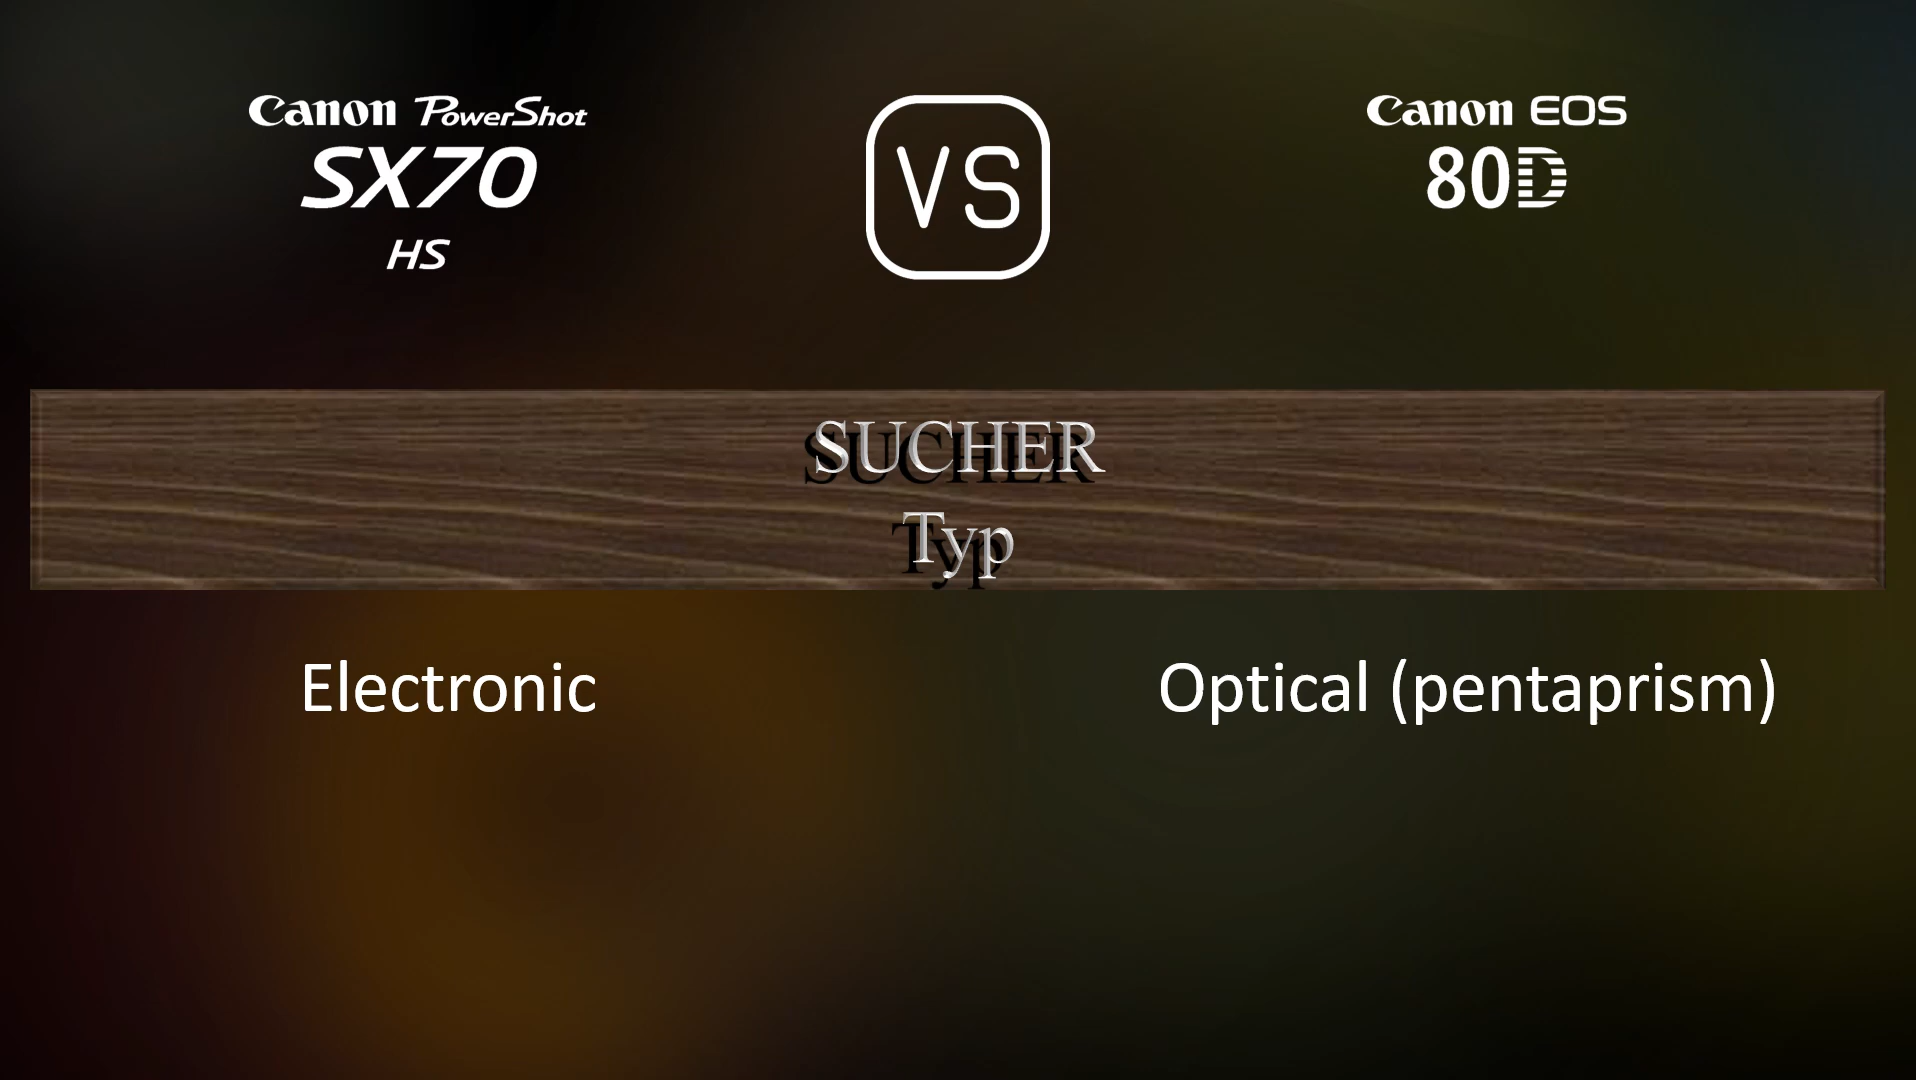 Canon PowerShot
SX70
HS
VS
Canon EOS
80D
SUCHER
Typ
Electronic
Optical (pentaprism)